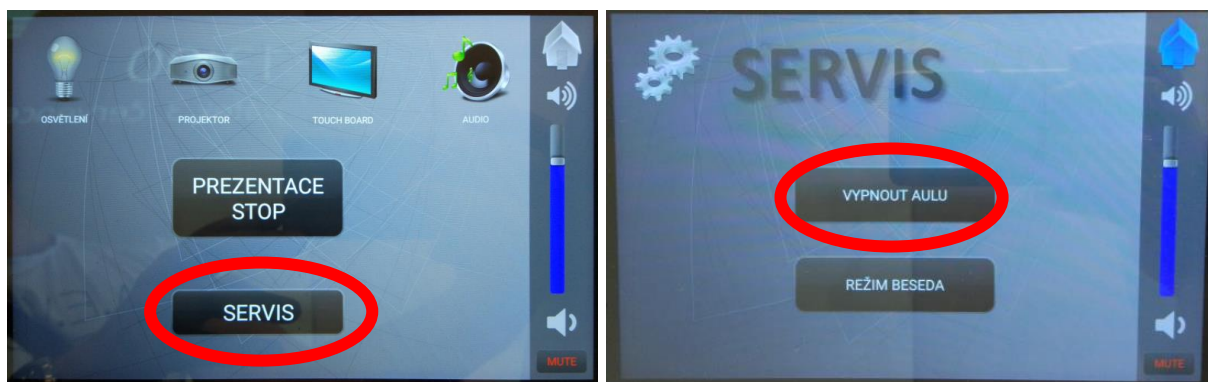 OSVĚTLENÍ
PROJEKTOR
TOUCH BOARD
AUDIO
PREZENTACE
STOP
SERVIS
MUTE
SERVIS
VYPNOUT AULU
REŽIM BESEDA
MUTE